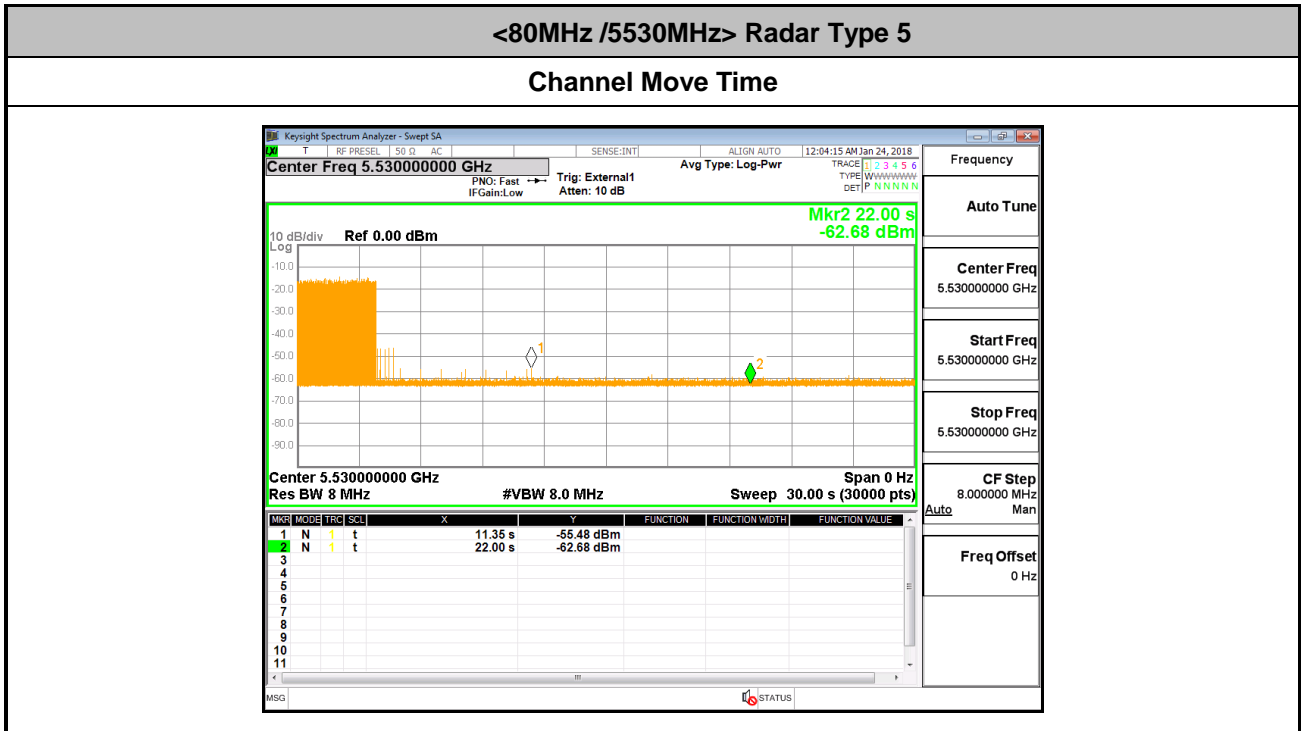 <80MHz /5530MHz> Radar Type 5
Channel Move Time
Keysight Spectrum Analyzer - Swept SA
LXI T RF PRESEL 50 Ω AC SENSE:INT ALIGN AUTO 12:04:15 AM Jan 24, 2018
Center Freq 5.530000000 GHz
PNO: Fast
IFGain:Low
Trig: External1
Atten: 10 dB
Avg Type: Log-Pwr
TRACE 1 2 3 4 5 6
TYPE WWWWWW
DET P N N N N N
Mkr2 22.00 s
-62.68 dBm
10 dB/div Ref 0.00 dBm
Log
-10.0
-20.0
-30.0
-40.0
-50.0
-60.0
-70.0
-80.0
-90.0
1
2
Center 5.530000000 GHz Span 0 Hz
Res BW 8 MHz #VBW 8.0 MHz Sweep 30.00 s (30000 pts)
MKR MODE TRC SCL X Y FUNCTION FUNCTION WIDTH FUNCTION VALUE
1 N 1 t 11.35 s -55.48 dBm
2 N 1 t 22.00 s -62.68 dBm
3
4
5
6
7
8
9
10
11
MSG STATUS
Frequency
Auto Tune
Center Freq
5.530000000 GHz
Start Freq
5.530000000 GHz
Stop Freq
5.530000000 GHz
CF Step
8.000000 MHz
Auto Man
Freq Offset
0 Hz